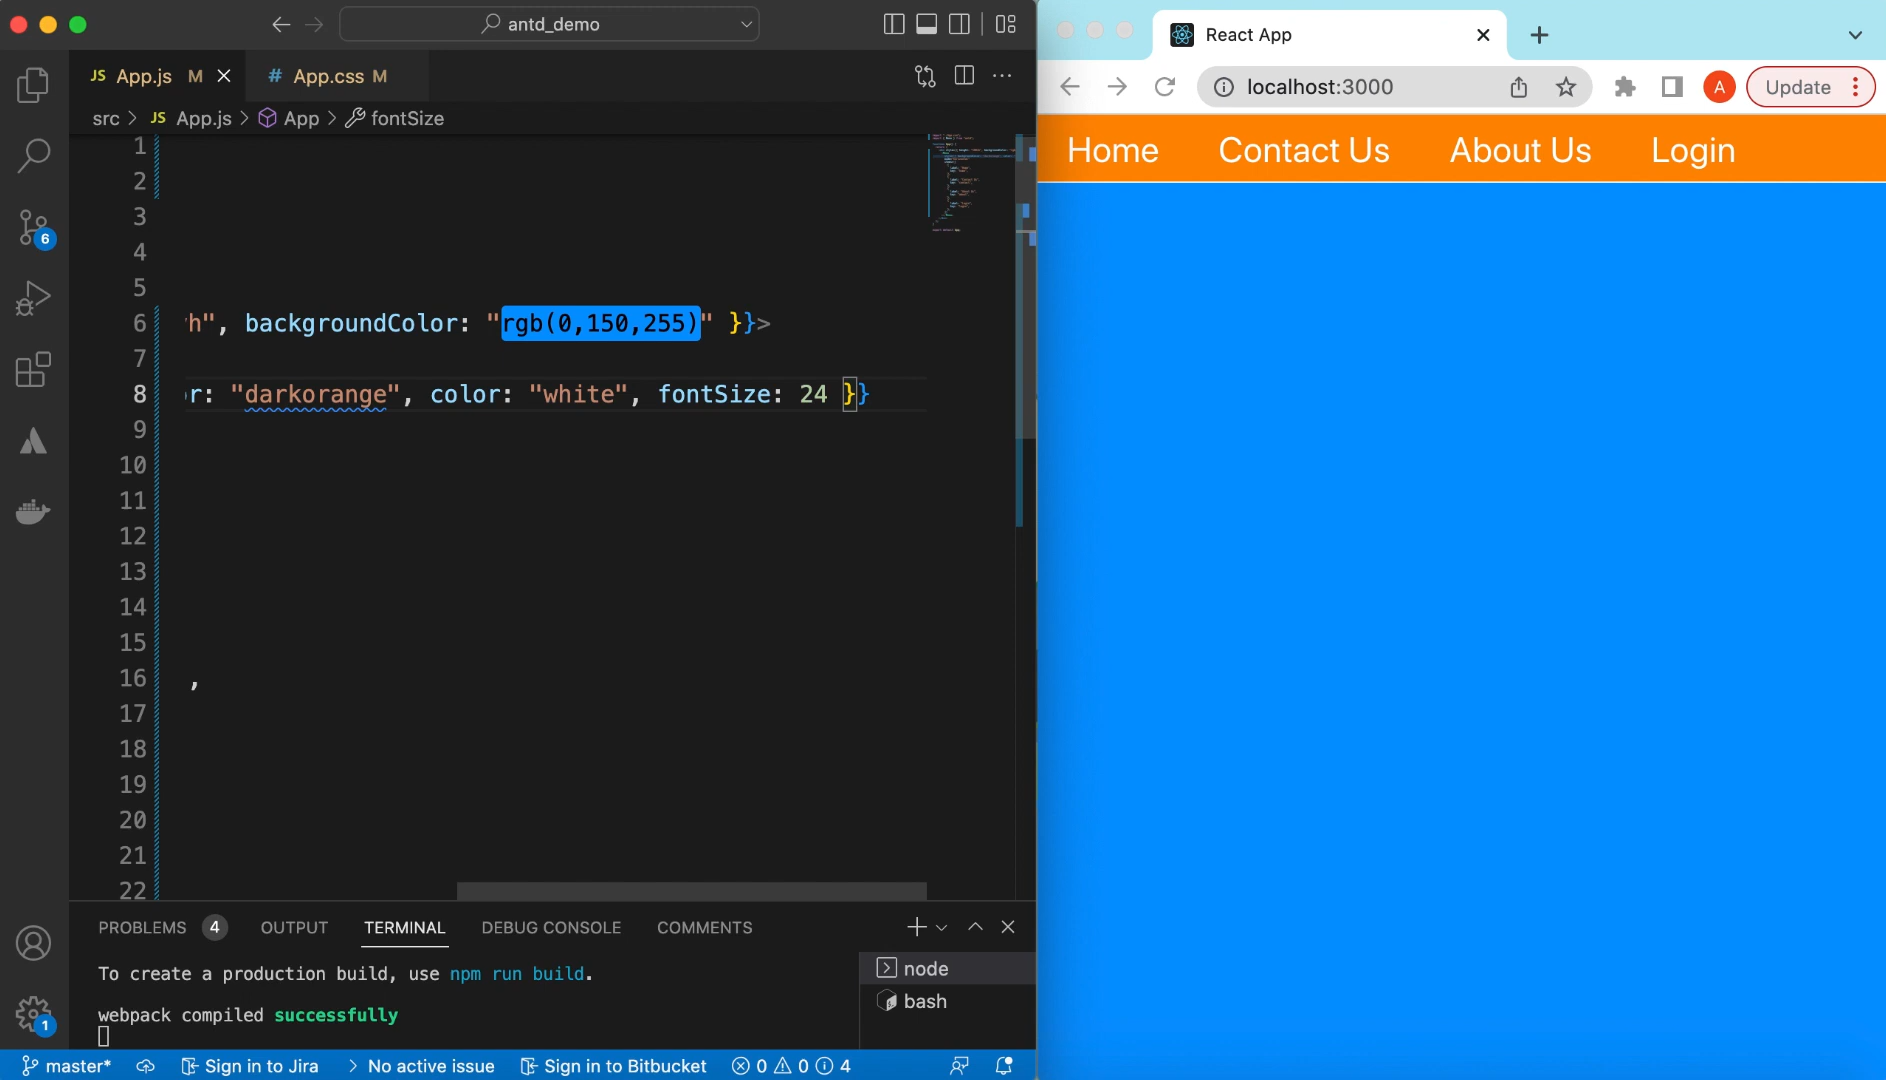 antd_demo
JS App.js M
# App.css M
src > JS App.js > App > fontSize
1
2
3
4
5
6 h", backgroundColor: "rgb(0,150,255)" }}>
7
8 r: "darkorange", color: "white", fontSize: 24 }}
9
10
11
12
13
14
15
16 ,
17
18
19
20
21
22
6
1
PROBLEMS 4 OUTPUT TERMINAL DEBUG CONSOLE COMMENTS
To create a production build, use npm run build.
webpack compiled successfully
node
bash
master* Sign in to Jira > No active issue Sign in to Bitbucket 0 0 4
React App
localhost:3000
A
Update
Home Contact Us About Us Login